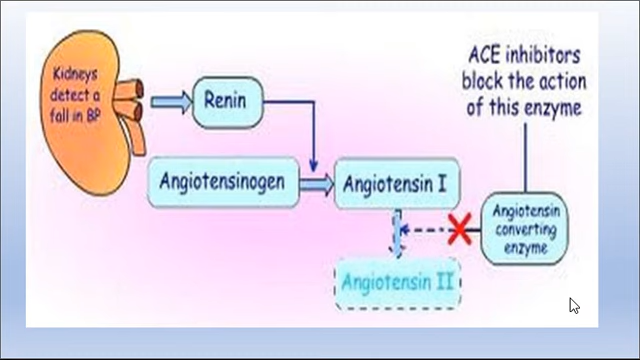 Kidneys
detect a
fall in BP
Renin
ACE inhibitors
block the action
of this enzyme
Angiotensinogen
Angiotensin I
Angiotensin
converting
enzyme
Angiotensin II